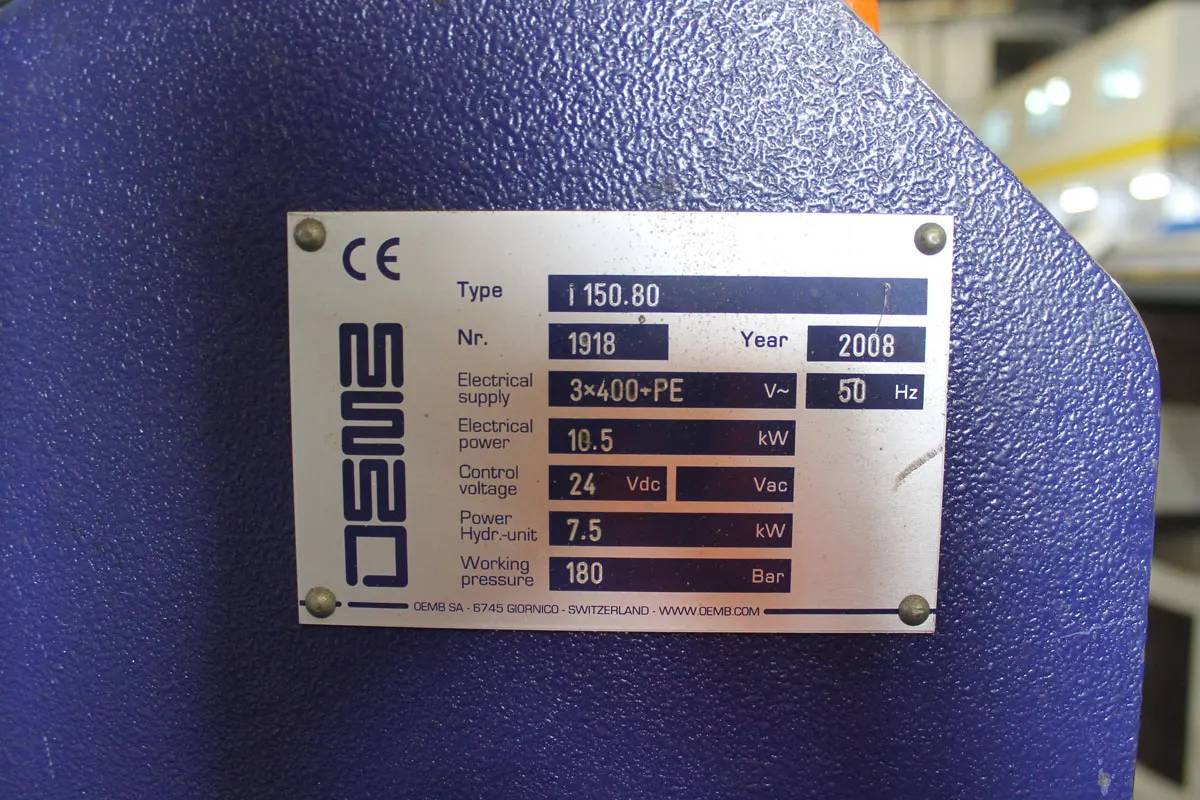 CE
OEMB
Type i 150.80
Nr. 1918 Year 2008
Electrical
supply 3×400+PE V~ 50 Hz
Electrical
power 10.5 kW
Control
voltage 24 Vdc Vac
Power
Hydr.-unit 7.5 kW
Working
pressure 180 Bar
OEMB SA - 6745 GIORNICO - SWITZERLAND - WWW.OEMB.COM